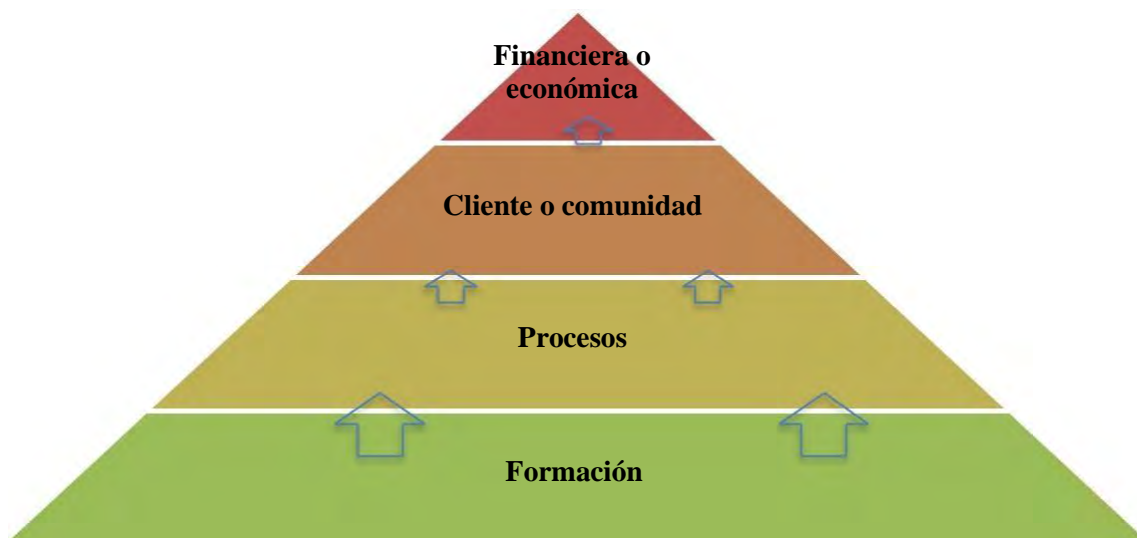 Financiera o
económica
Cliente o comunidad
Procesos
Formación